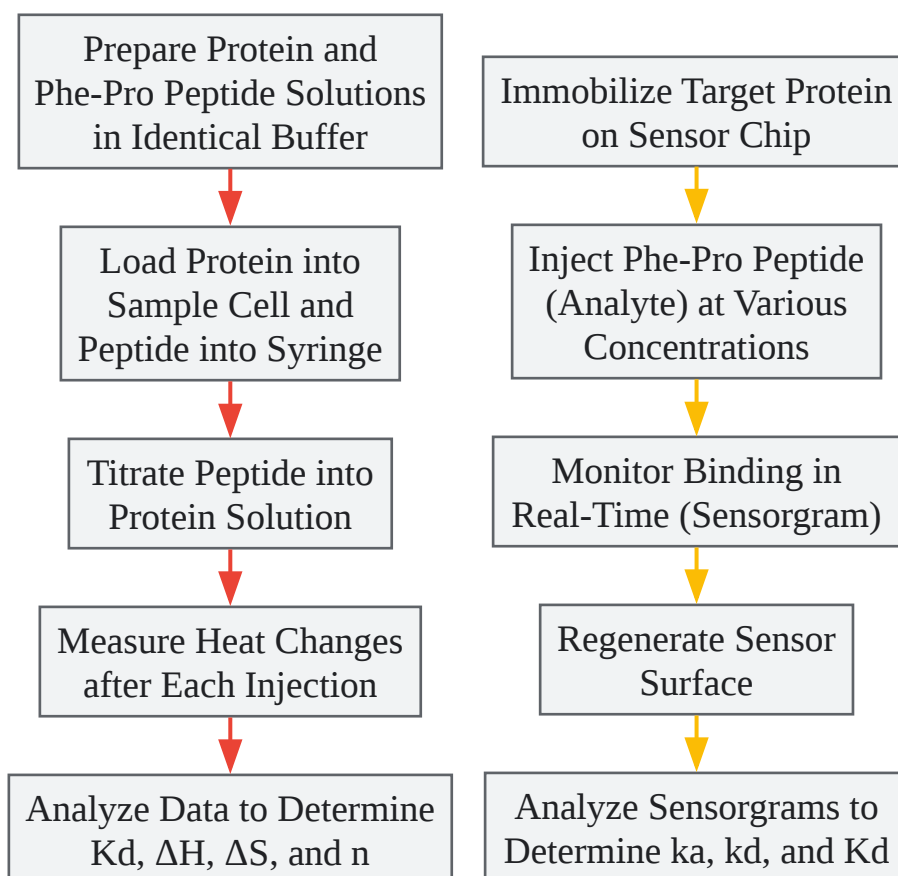 Prepare Protein and
Phe-Pro Peptide Solutions
in Identical Buffer
Load Protein into
Sample Cell and
Peptide into Syringe
Titrate Peptide into
Protein Solution
Measure Heat Changes
after Each Injection
Analyze Data to Determine
Kd, ΔH, ΔS, and n
Immobilize Target Protein
on Sensor Chip
Inject Phe-Pro Peptide
(Analyte) at Various
Concentrations
Monitor Binding in
Real-Time (Sensorgram)
Regenerate Sensor
Surface
Analyze Sensorgrams to
Determine ka, kd, and Kd